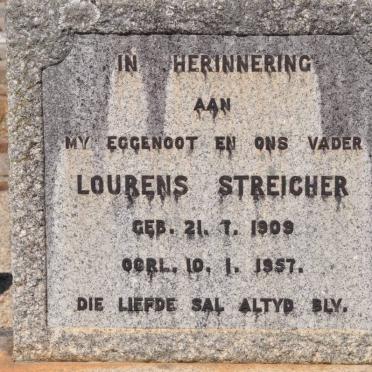 IN HERINNERING
AAN
MY EGGENOOT EN ONS VADER
LOURENS STREICHER
GEB. 21. 7. 1909
OORL. 10. 1. 1957.
DIE LIEFDE SAL ALTYD BLY.